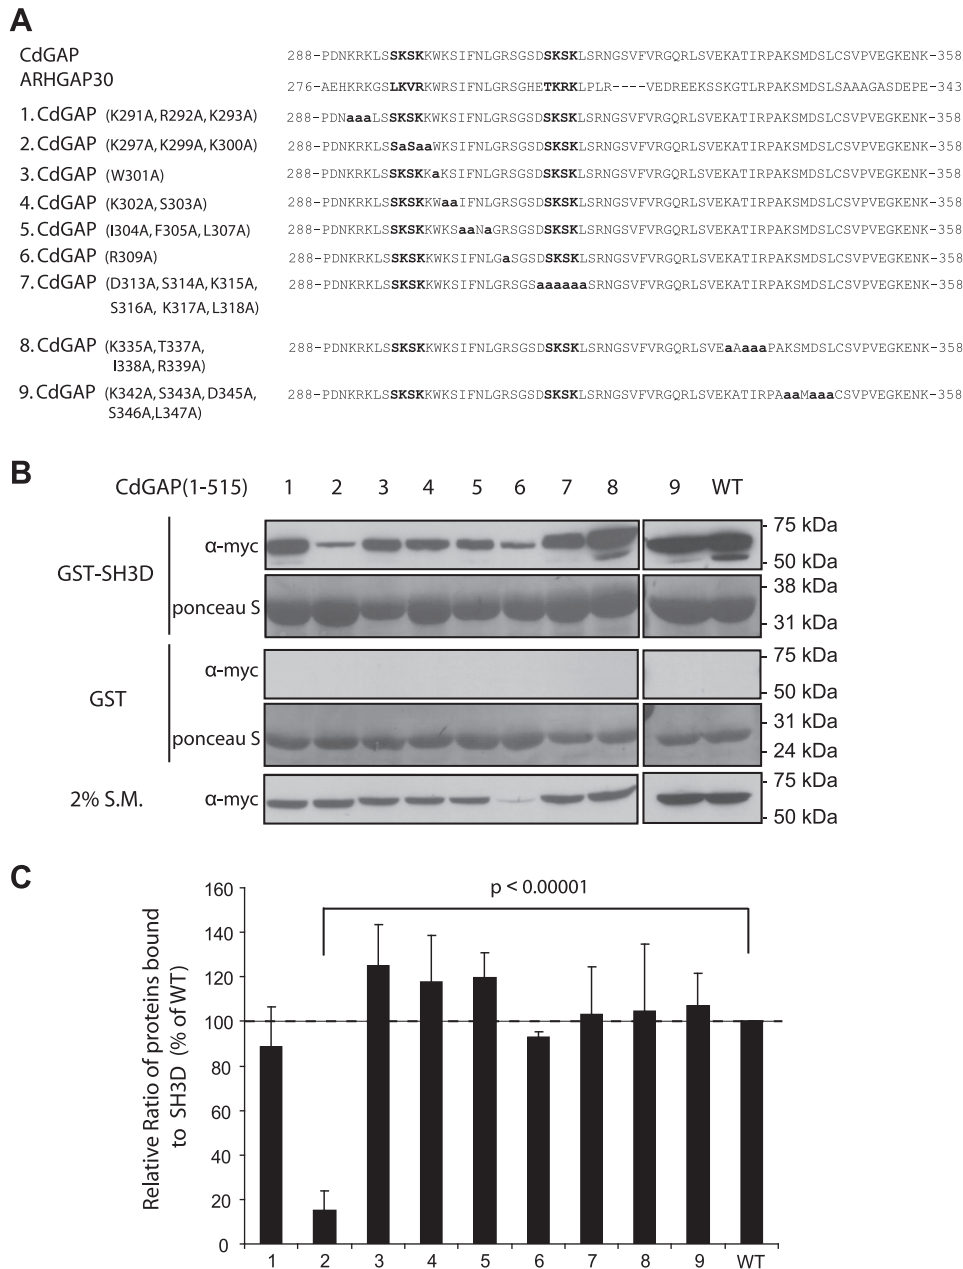 A
CdGAP 288-PDNKRKLSSKSKKWKSIFNLGRSGSDSKSKLSRNGSVFVRGQRLSVEKATIRPAKSMDSLCSVPVEGKENK-358
ARHGAP30 276-AEHKRKGSLKVRKWRSIFNLGRSGHETKRKLPLR----VEDREEKSSKGTLRPAKSMDSLSAAAGASDEPE-343
1. CdGAP (K291A, R292A, K293A) 288-PDNaaaLSSKSKKWKSIFNLGRSGSDSKSKLSRNGSVFVRGQRLSVEKATIRPAKSMDSLCSVPVEGKENK-358
2. CdGAP (K297A, K299A, K300A) 288-PDNKRKLSSaSaaWKSIFNLGRSGSDSKSKLSRNGSVFVRGQRLSVEKATIRPAKSMDSLCSVPVEGKENK-358
3. CdGAP (W301A) 288-PDNKRKLSSKSKKaKSIFNLGRSGSDSKSKLSRNGSVFVRGQRLSVEKATIRPAKSMDSLCSVPVEGKENK-358
4. CdGAP (K302A, S303A) 288-PDNKRKLSSKSKKWaaIFNLGRSGSDSKSKLSRNGSVFVRGQRLSVEKATIRPAKSMDSLCSVPVEGKENK-358
5. CdGAP (I304A, F305A, L307A) 288-PDNKRKLSSKSKKWKSaaNaGRSGSDSKSKLSRNGSVFVRGQRLSVEKATIRPAKSMDSLCSVPVEGKENK-358
6. CdGAP (R309A) 288-PDNKRKLSSKSKKWKSIFNLGaSGSDSKSKLSRNGSVFVRGQRLSVEKATIRPAKSMDSLCSVPVEGKENK-358
7. CdGAP (D313A, S314A, K315A, 288-PDNKRKLSSKSKKWKSIFNLGRSGSaaaaaaSRNGSVFVRGQRLSVEKATIRPAKSMDSLCSVPVEGKENK-358
S316A, K317A, L318A)
8. CdGAP (K335A, T337A, 288-PDNKRKLSSKSKKWKSIFNLGRSGSDSKSKLSRNGSVFVRGQRLSVEaAaaaPAKSMDSLCSVPVEGKENK-358
I338A, R339A)
9. CdGAP (K342A, S343A, D345A, 288-PDNKRKLSSKSKKWKSIFNLGRSGSDSKSKLSRNGSVFVRGQRLSVEKATIRPAaaMaaaCSVPVEGKENK-358
S346A, L347A)
B
CdGAP(1-515) 1 2 3 4 5 6 7 8 9 WT
GST-SH3D
α-myc
75 kDa
50 kDa
ponceau S
38 kDa
31 kDa
GST
α-myc
75 kDa
50 kDa
ponceau S
31 kDa
24 kDa
2% S.M.
α-myc
75 kDa
50 kDa
C
p < 0.00001
Relative Ratio of proteins bound
to SH3D (% of WT)
160
140
120
100
80
60
40
20
0
1 2 3 4 5 6 7 8 9 WT